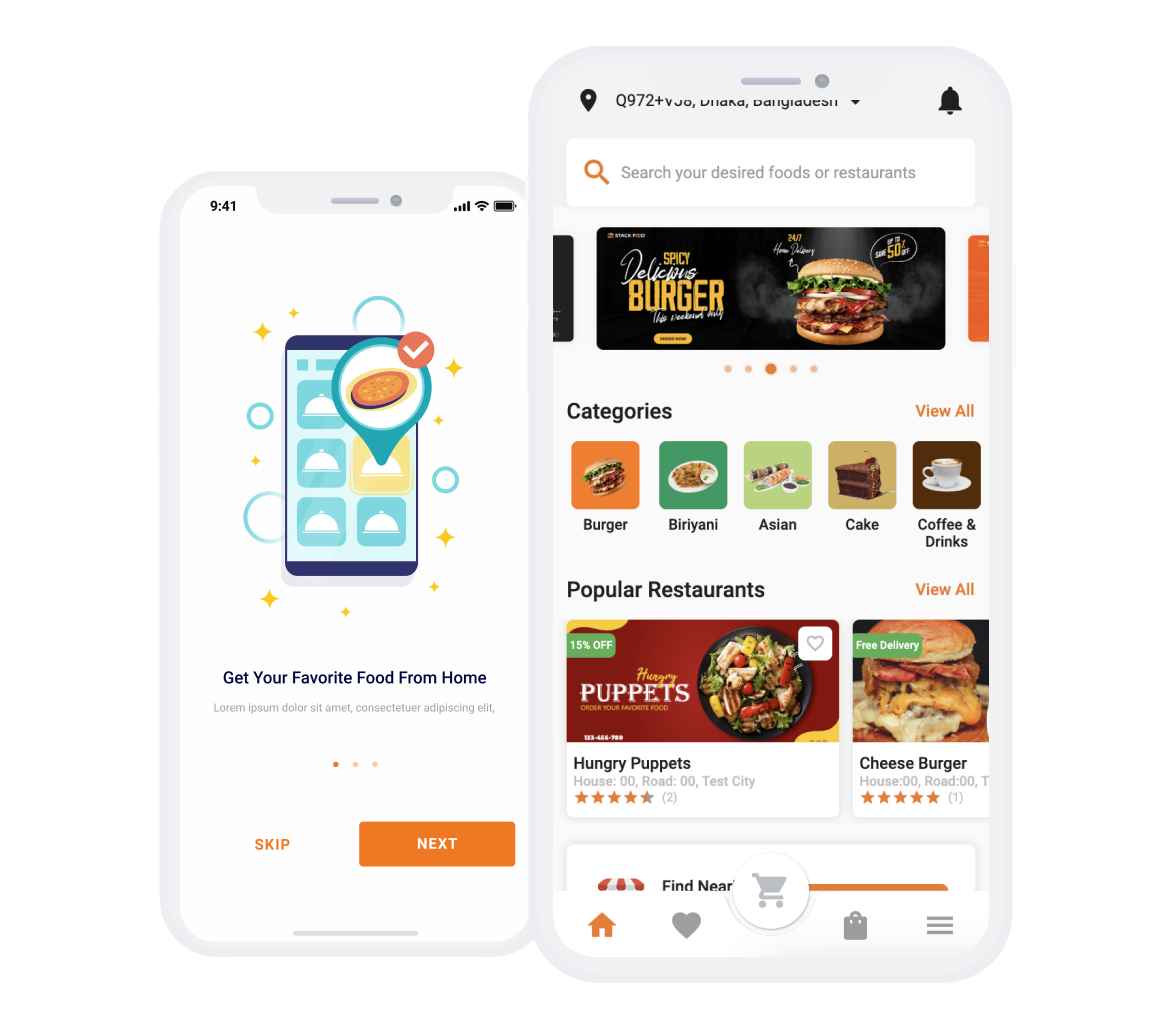 9:41
Get Your Favorite Food From Home
Lorem ipsum dolor sit amet, consectetuer adipiscing elit,
SKIP
NEXT
Dhaka, Bangladesh
Search your desired foods or restaurants
STACK FOOD
24/7
Home Delivery
UP TO
SAVE 50% OFF
SPICY
Delicious
BURGER
This weekend only
ORDER NOW
Categories
View All
Burger
Biriyani
Asian
Cake
Coffee &
Drinks
Popular Restaurants
View All
15% OFF
Hungry
PUPPETS
ORDER YOUR FAVORITE FOOD
123-456-789
Hungry Puppets
House: 00, Road: 00, Test City
(2)
Free Delivery
Cheese Burger
House:00, Road:00, T
(1)
Find Near